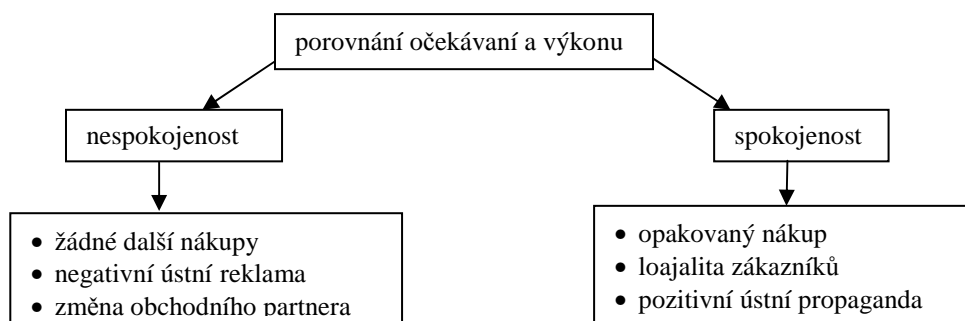 porovnání očekávaní a výkonu
nespokojenost
spokojenost
• žádné další nákupy
• negativní ústní reklama
• změna obchodního partnera
• opakovaný nákup
• loajalita zákazníků
• pozitivní ústní propaganda